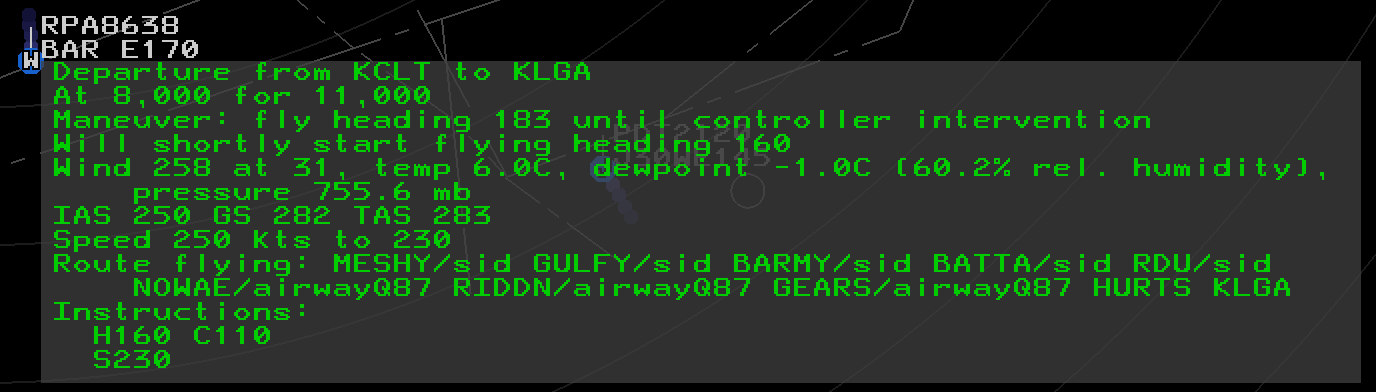 RPA8638
BAR E170
W
Departure from KCLT to KLGA
At 8,000 for 11,000
Maneuver: fly heading 183 until controller intervention
Will shortly start flying heading 160
Wind 258 at 31, temp 6.0C, dewpoint -1.0C (60.2% rel. humidity),
pressure 755.6 mb
IAS 250 GS 282 TAS 283
Speed 250 kts to 230
Route flying: MESHY/sid GULFY/sid BARMY/sid BATTA/sid RDU/sid
NOWAE/airwayQ87 RIDDN/airwayQ87 GEARS/airwayQ87 HURTS KLGA
Instructions:
H160 C110
S230